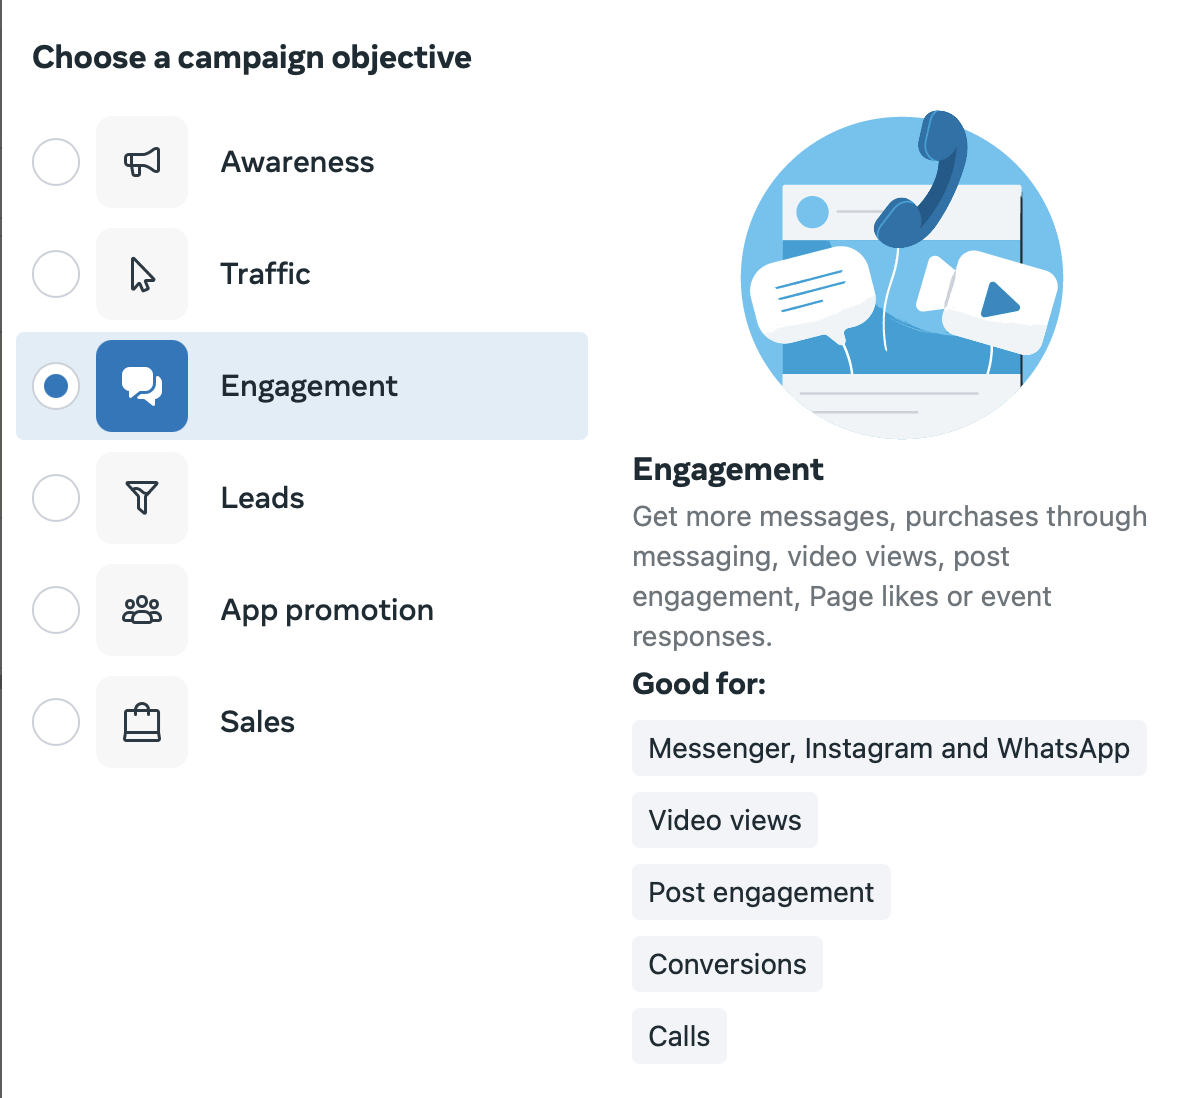 Choose a campaign objective
Awareness
Traffic
Engagement
Leads
App promotion
Sales
Engagement
Get more messages, purchases through
messaging, video views, post
engagement, Page likes or event
responses.
Good for:
Messenger, Instagram and WhatsApp
Video views
Post engagement
Conversions
Calls